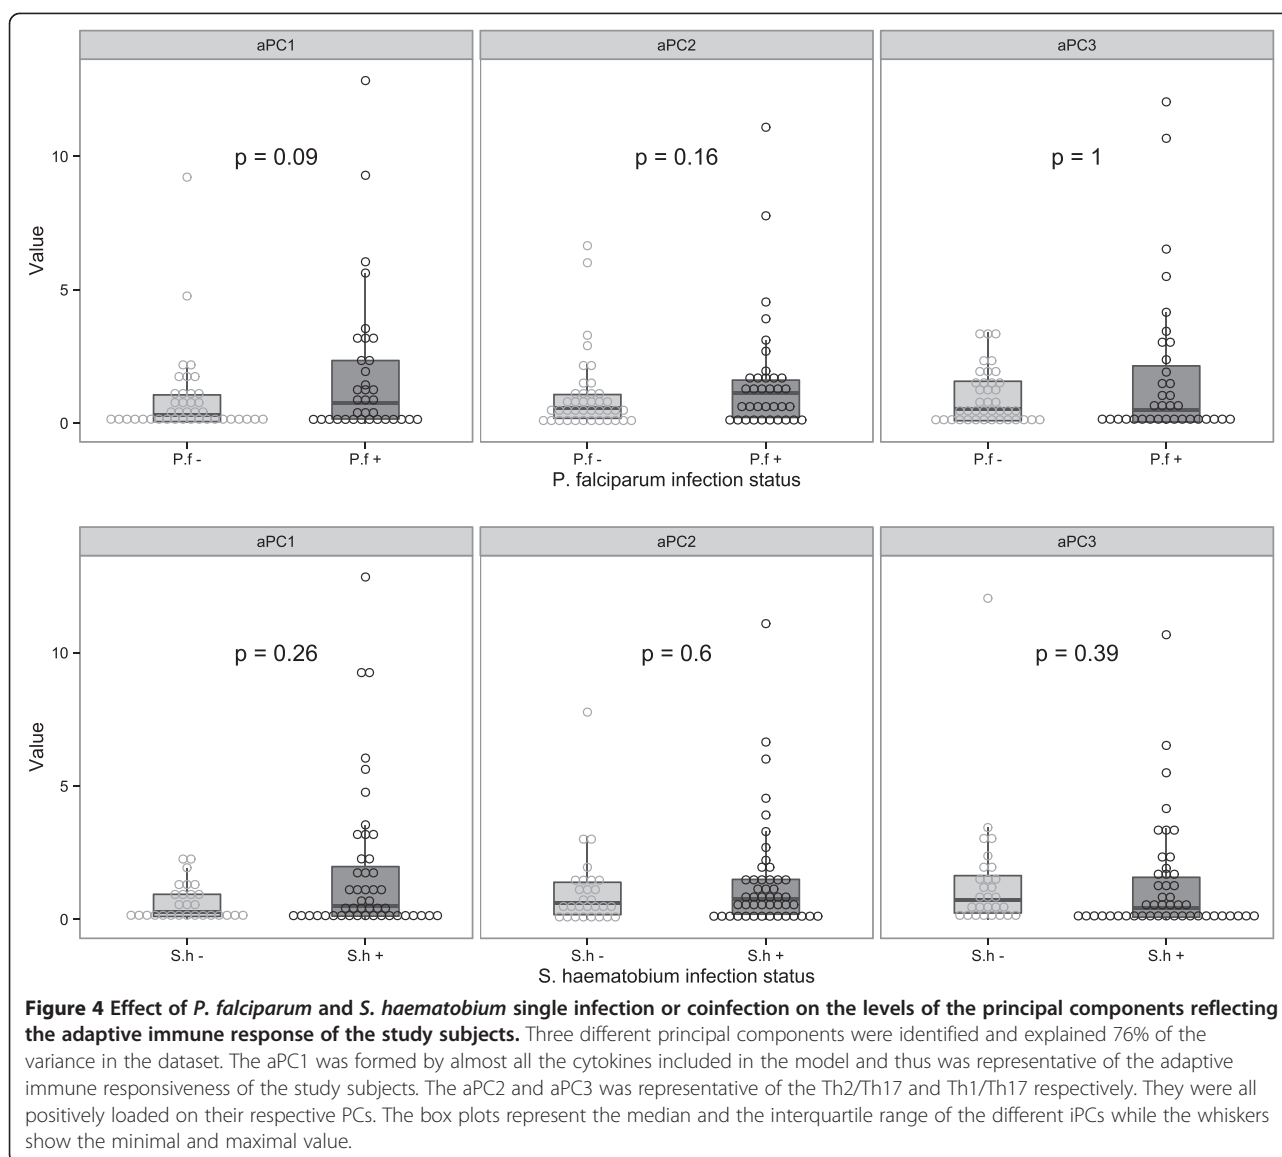 aPC1
aPC2
aPC3
p = 0.09
p = 0.16
p = 1
10
5
0
Value
P.f -
P.f +
P.f -
P.f +
P.f -
P.f +
P. falciparum infection status
aPC1
aPC2
aPC3
p = 0.26
p = 0.6
p = 0.39
10
5
0
Value
S.h -
S.h +
S.h -
S.h +
S.h -
S.h +
S. haematobium infection status
Figure 4 Effect of P. falciparum and S. haematobium single infection or coinfection on the levels of the principal components reflecting
the adaptive immune response of the study subjects. Three different principal components were identified and explained 76% of the
variance in the dataset. The aPC1 was formed by almost all the cytokines included in the model and thus was representative of the adaptive
immune responsiveness of the study subjects. The aPC2 and aPC3 was representative of the Th2/Th17 and Th1/Th17 respectively. They were all
positively loaded on their respective PCs. The box plots represent the median and the interquartile range of the different iPCs while the whiskers
show the minimal and maximal value.